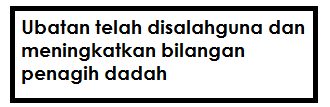 Ubatan telah disalahguna dan
meningkatkan bilangan
penagih dadah